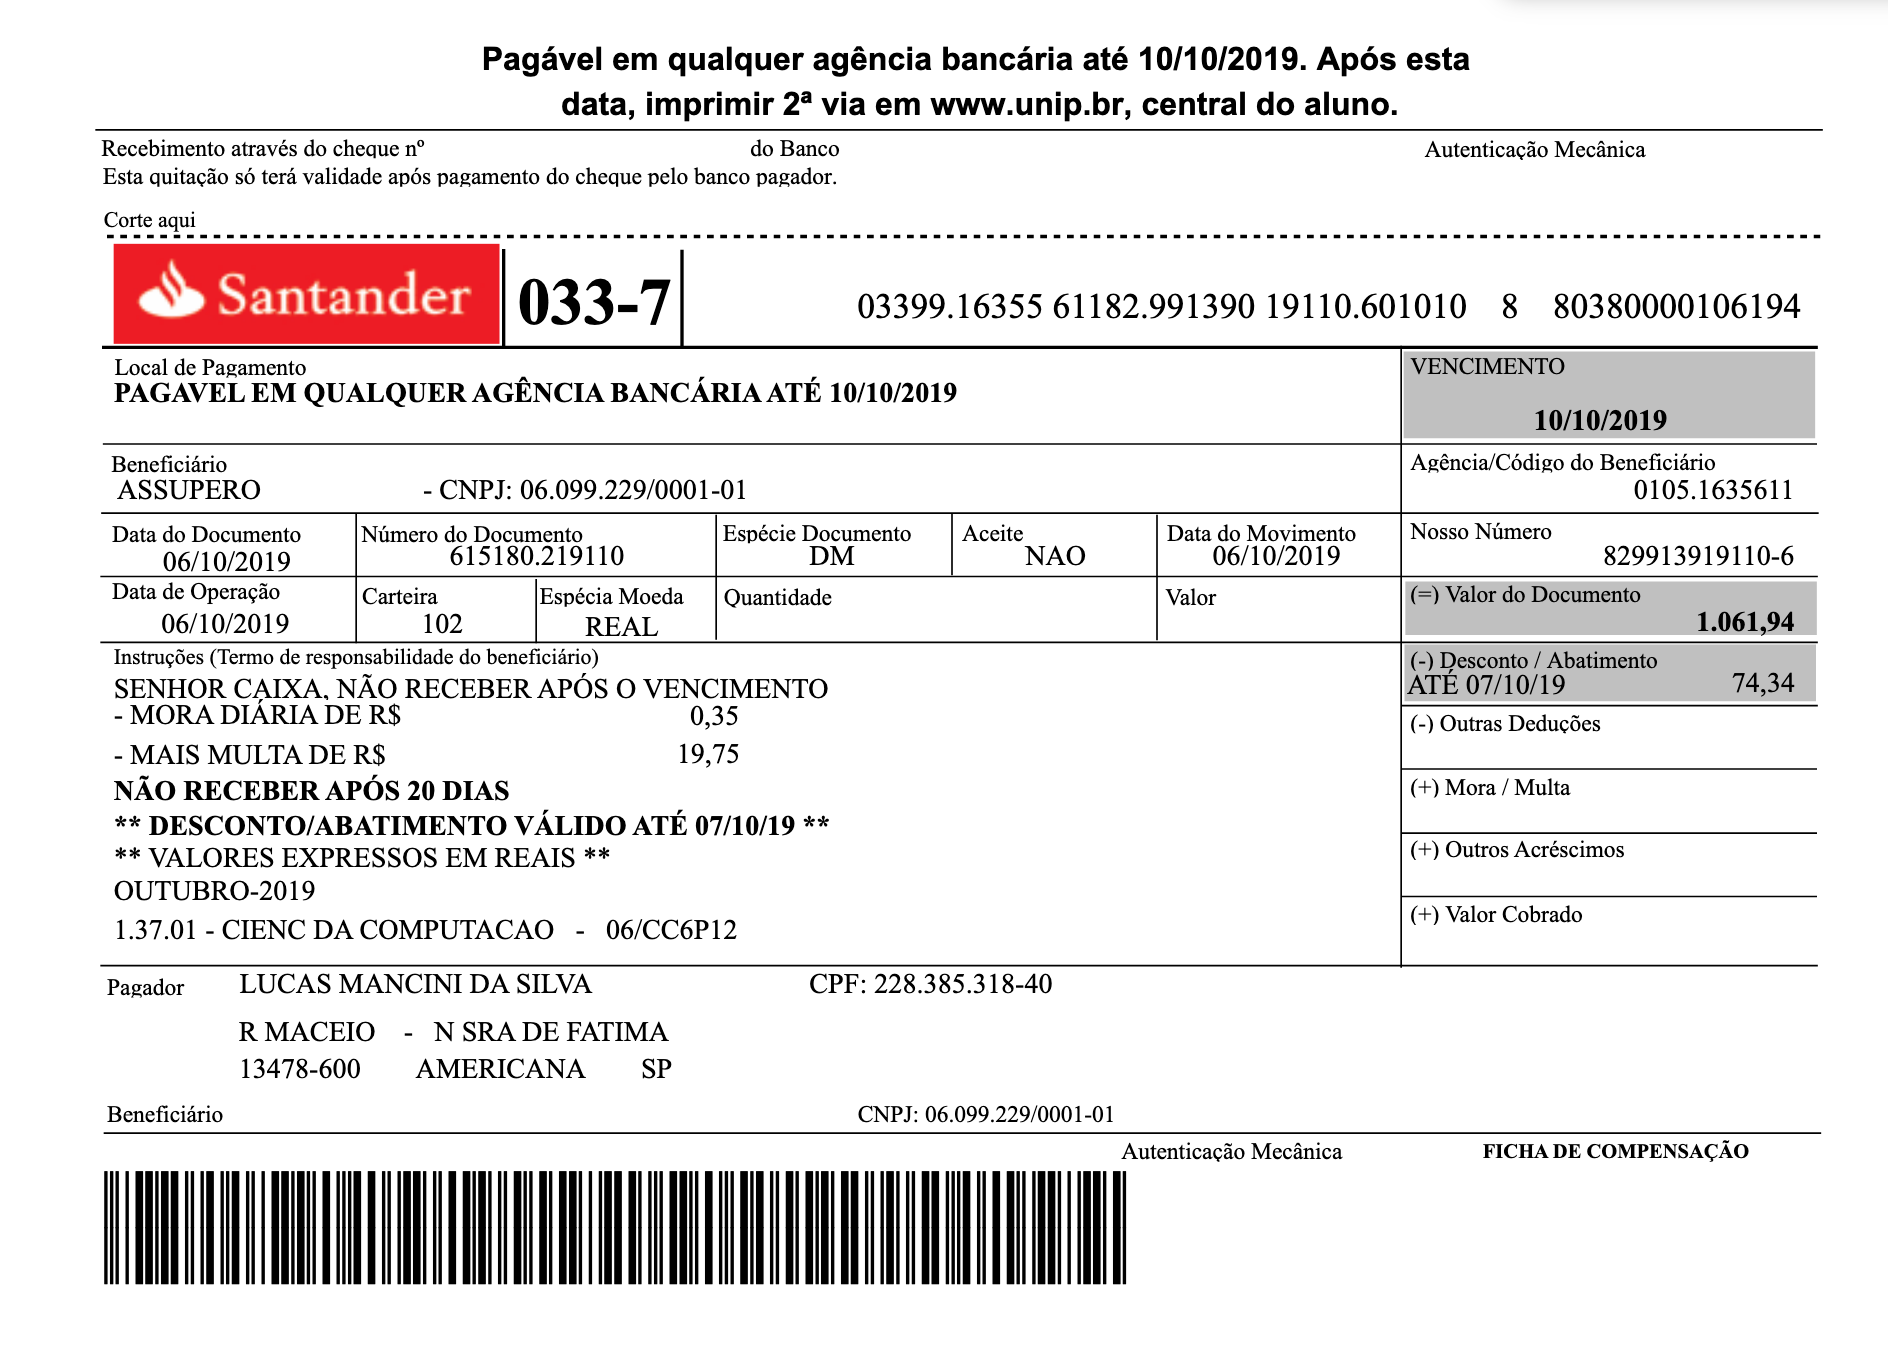 Pagável em qualquer agência bancária até 10/10/2019. Após esta
data, imprimir 2ª via em www.unip.br, central do aluno.
Recebimento através do cheque nº do Banco Autenticação Mecânica
Esta quitação só terá validade após pagamento do cheque pelo banco pagador.
Corte aqui
Santander 033-7 03399.16355 61182.991390 19110.601010 8 80380000106194
Local de Pagamento VENCIMENTO
PAGAVEL EM QUALQUER AGÊNCIA BANCÁRIA ATÉ 10/10/2019
10/10/2019
Beneficiário Agência/Código do Beneficiário
ASSUPERO - CNPJ: 06.099.229/0001-01 0105.1635611
Data do Documento Número do Documento Espécie Documento Aceite Data do Movimento Nosso Número
06/10/2019 615180.219110 DM NAO 06/10/2019 829913919110-6
Data de Operação Carteira Espécia Moeda Quantidade Valor (=) Valor do Documento
06/10/2019 102 REAL 1.061,94
Instruções (Termo de responsabilidade do beneficiário) (-) Desconto / Abatimento
SENHOR CAIXA, NÃO RECEBER APÓS O VENCIMENTO ATÉ 07/10/19 74,34
- MORA DIÁRIA DE R$ 0,35 (-) Outras Deduções
- MAIS MULTA DE R$ 19,75
NÃO RECEBER APÓS 20 DIAS (+) Mora / Multa
** DESCONTO/ABATIMENTO VÁLIDO ATÉ 07/10/19 **
** VALORES EXPRESSOS EM REAIS ** (+) Outros Acréscimos
OUTUBRO-2019
1.37.01 - CIENC DA COMPUTACAO - 06/CC6P12 (+) Valor Cobrado
Pagador LUCAS MANCINI DA SILVA CPF: 228.385.318-40
R MACEIO - N SRA DE FATIMA
13478-600 AMERICANA SP
Beneficiário CNPJ: 06.099.229/0001-01
Autenticação Mecânica FICHA DE COMPENSAÇÃO